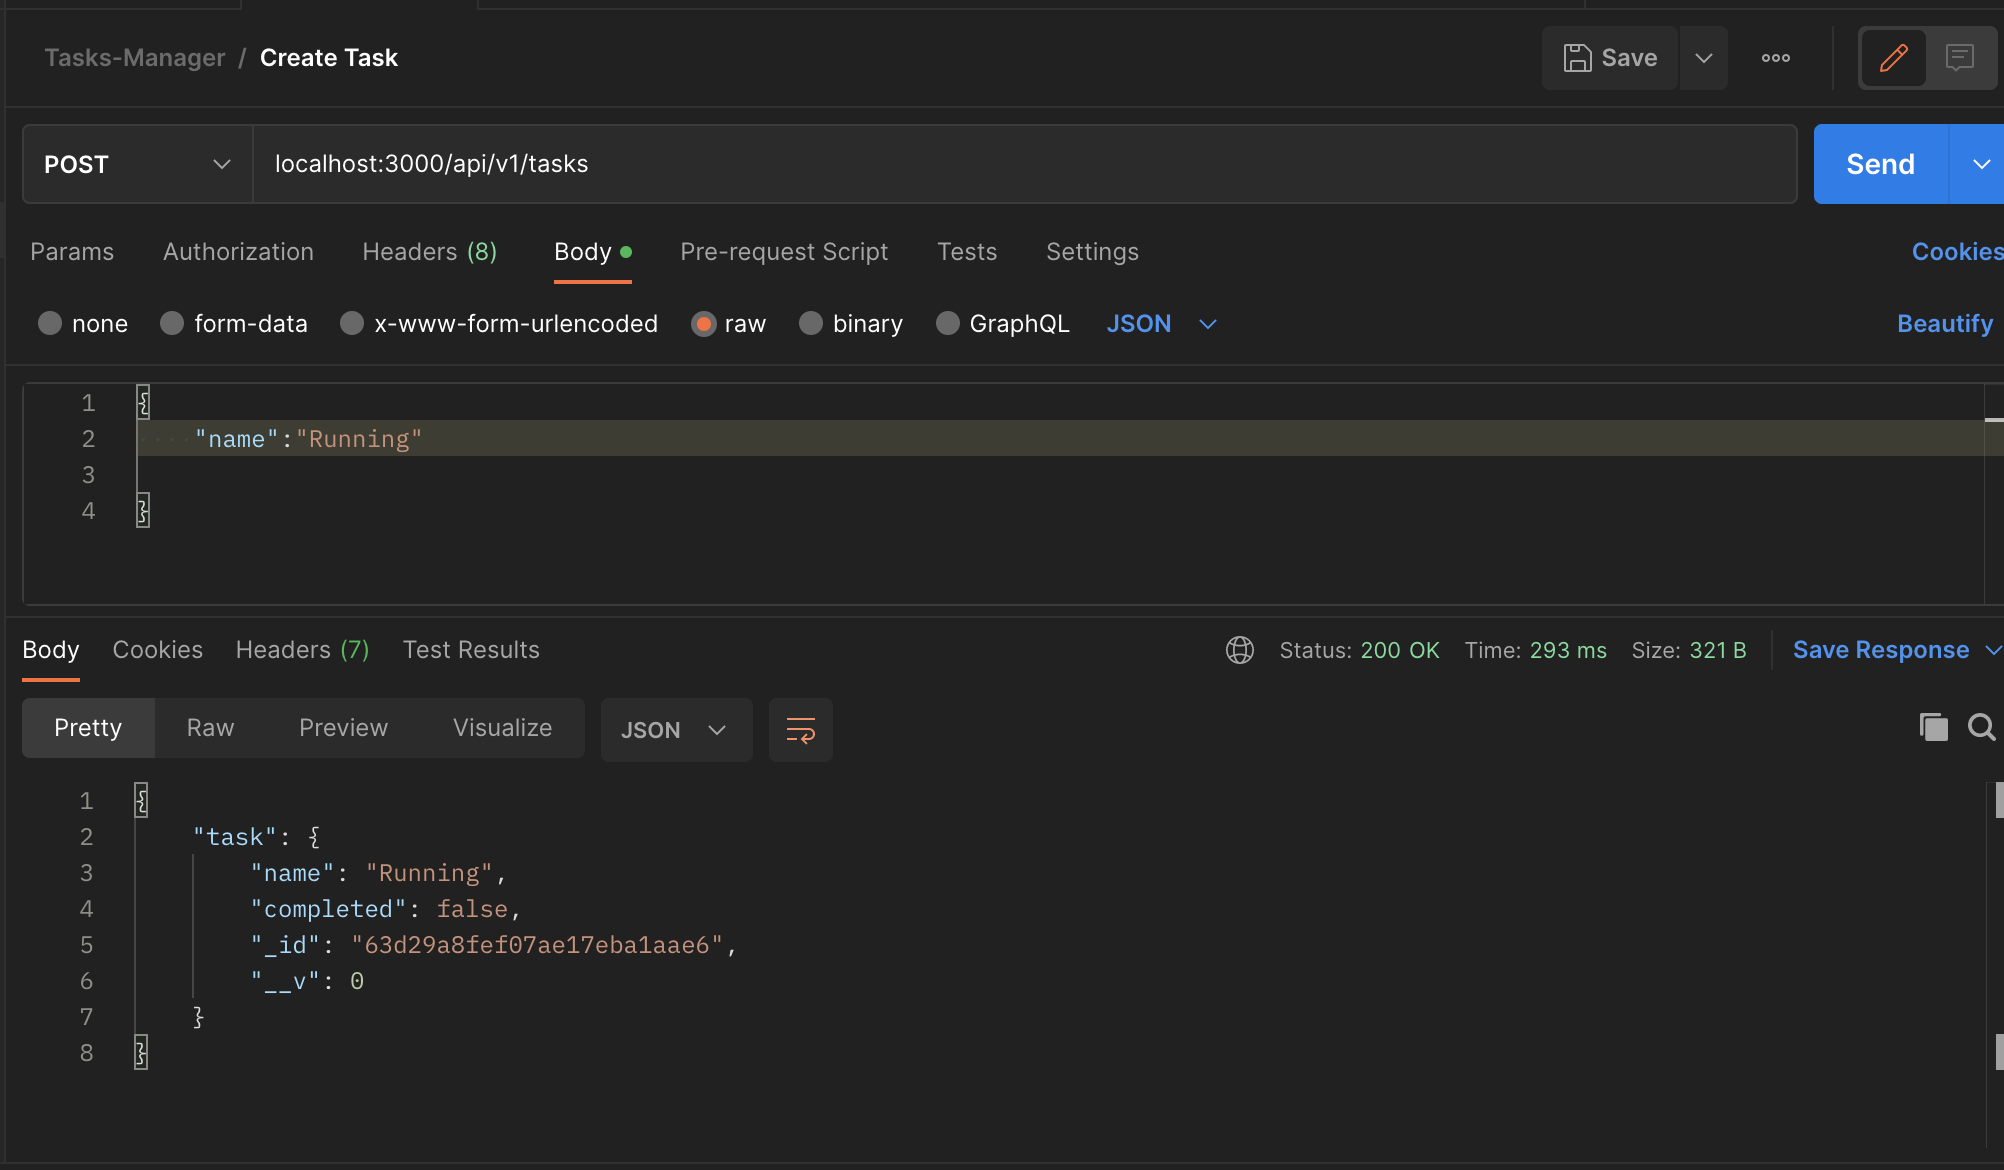 Tasks-Manager / Create Task
Save
POST
localhost:3000/api/v1/tasks
Send
Params Authorization Headers (8) Body Pre-request Script Tests Settings Cookies
none form-data x-www-form-urlencoded raw binary GraphQL JSON Beautify
1 {
2 "name":"Running"
3
4 }
Body Cookies Headers (7) Test Results Status: 200 OK Time: 293 ms Size: 321 B Save Response
Pretty Raw Preview Visualize JSON
1 {
2 "task": {
3 "name": "Running",
4 "completed": false,
5 "_id": "63d29a8fef07ae17eba1aae6",
6 "__v": 0
7 }
8 }